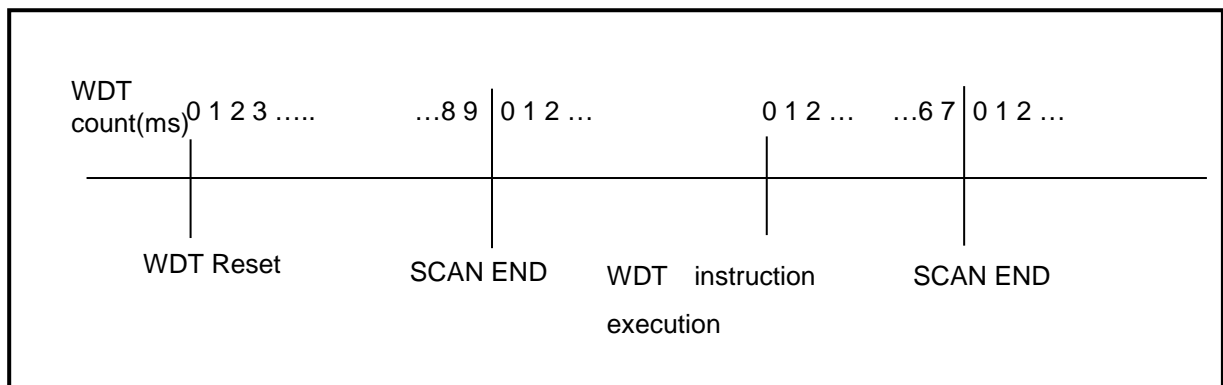 WDT
count(ms) 0 1 2 3 ….. …8 9 0 1 2 … 0 1 2 … …6 7 0 1 2 …
WDT Reset SCAN END WDT instruction SCAN END
execution